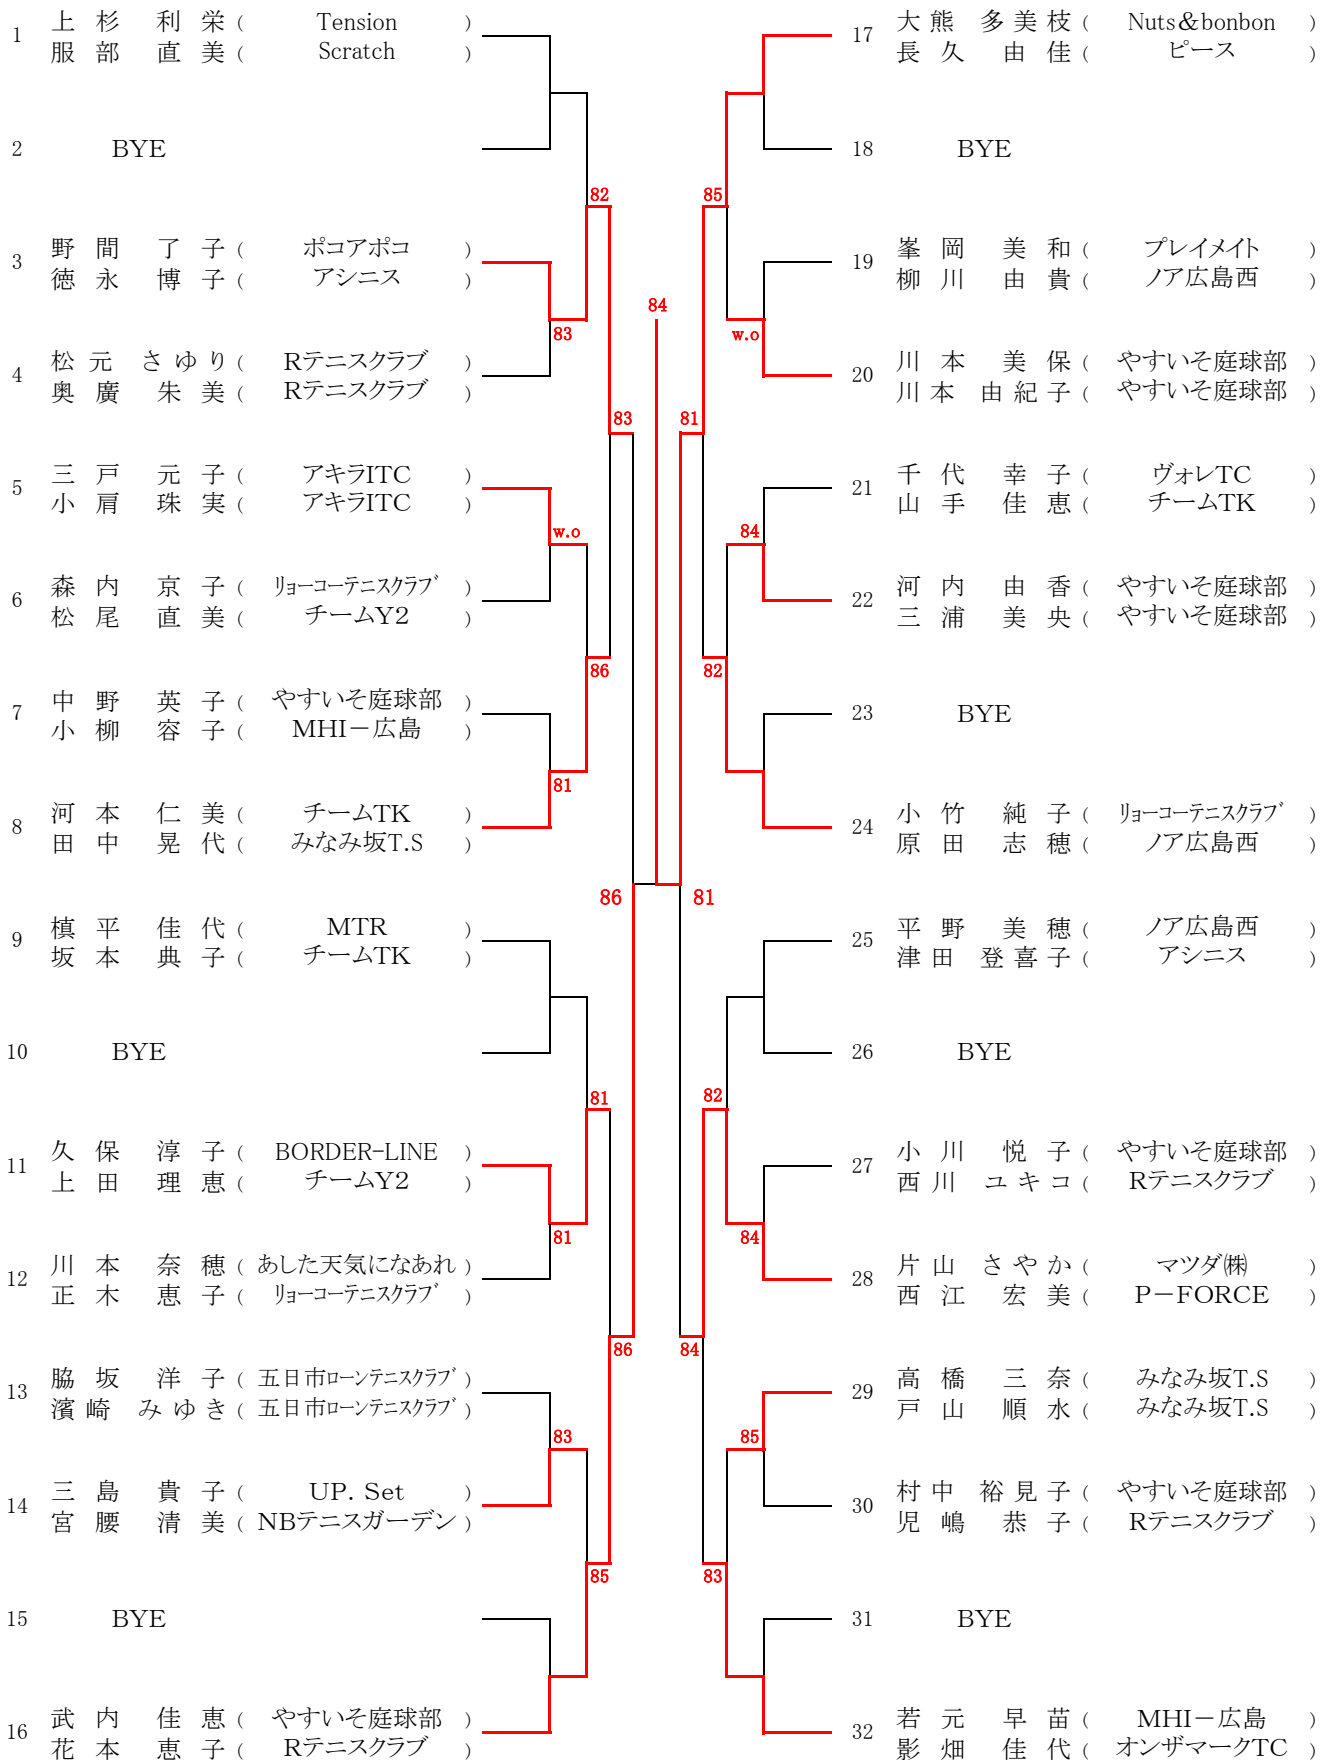 1 上杉 利栄 ( Tension )
服部 直美 ( Scratch )
2 BYE
82
3 野間 了子 ( ポコアポコ )
徳永 博子 ( アシニス )
83
4 松元 さゆり ( Rテニスクラブ )
奥廣 朱美 ( Rテニスクラブ )
83
5 三戸 元子 ( アキラITC )
小肩 珠実 ( アキラITC )
w.o
6 森内 京子 ( リョーコーテニスクラブ )
松尾 直美 ( チームY2 )
86
7 中野 英子 ( やすいそ庭球部 )
小柳 容子 ( MHI－広島 )
81
8 河本 仁美 ( チームTK )
田中 晃代 ( みなみ坂T.S )
86
9 槙平 佳代 ( MTR )
坂本 典子 ( チームTK )
10 BYE
81
11 久保 淳子 ( BORDER-LINE )
上田 理恵 ( チームY2 )
81
12 川本 奈穂 ( あした天気になあれ )
正木 恵子 ( リョーコーテニスクラブ )
86
13 脇坂 洋子 ( 五日市ローンテニスクラブ )
濱崎 みゆき ( 五日市ローンテニスクラブ )
83
14 三島 貴子 ( UP. Set )
宮腰 清美 ( NBテニスガーデン )
85
15 BYE
16 武内 佳恵 ( やすいそ庭球部 )
花本 恵子 ( Rテニスクラブ )
84
17 大熊 多美枝 ( Nuts&bonbon )
長久 由佳 ( ピース )
18 BYE
85
19 峯岡 美和 ( プレイメイト )
柳川 由貴 ( ノア広島西 )
w.o
20 川本 美保 ( やすいそ庭球部 )
川本 由紀子 ( やすいそ庭球部 )
81
21 千代 幸子 ( ヴォレTC )
山手 佳恵 ( チームTK )
84
22 河内 由香 ( やすいそ庭球部 )
三浦 美央 ( やすいそ庭球部 )
82
23 BYE
24 小竹 純子 ( リョーコーテニスクラブ )
原田 志穂 ( ノア広島西 )
81
25 平野 美穂 ( ノア広島西 )
津田 登喜子 ( アシニス )
26 BYE
82
27 小川 悦子 ( やすいそ庭球部 )
西川 ユキコ ( Rテニスクラブ )
84
28 片山 さやか ( マツダ㈱ )
西江 宏美 ( P－FORCE )
84
29 高橋 三奈 ( みなみ坂T.S )
戸山 順水 ( みなみ坂T.S )
85
30 村中 裕見子 ( やすいそ庭球部 )
児嶋 恭子 ( Rテニスクラブ )
83
31 BYE
32 若元 早苗 ( MHI－広島 )
影畑 佳代 ( オンザマークTC )